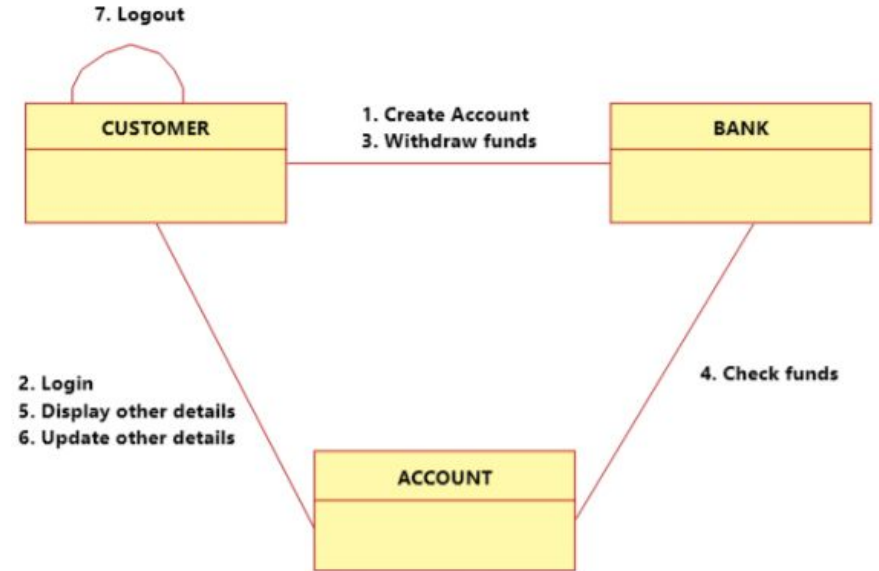 7. Logout
CUSTOMER
1. Create Account
3. Withdraw funds
BANK
2. Login
5. Display other details
6. Update other details
4. Check funds
ACCOUNT